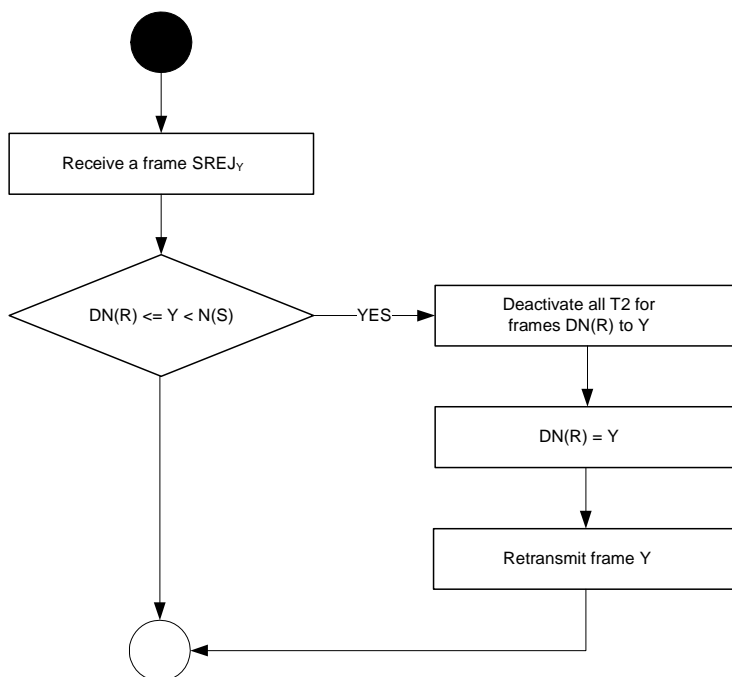 Receive a frame SREJY
DN(R) <= Y < N(S)
YES
Deactivate all T2 for
frames DN(R) to Y
DN(R) = Y
Retransmit frame Y